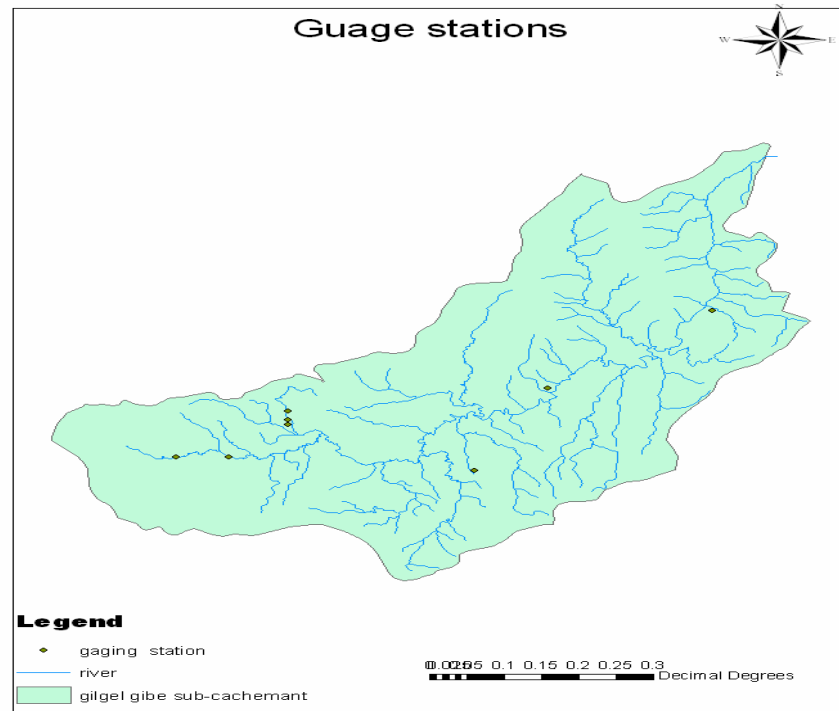 Guage stations
N
W E
S
Legend
gaging station
river
gilgel gibe sub-cachemant
0.1 0.15 0.2 0.25 0.3 Decimal Degrees